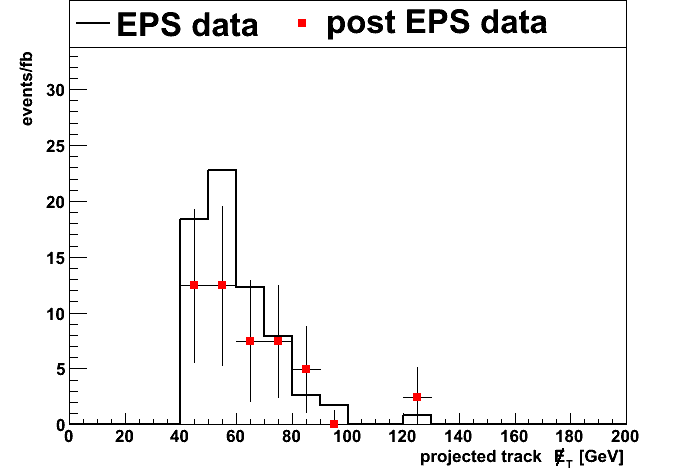 EPS data
post EPS data
events/fb
30
25
20
15
10
5
0
0 20 40 60 80 100 120 140 160 180 200
projected track E̸_T [GeV]